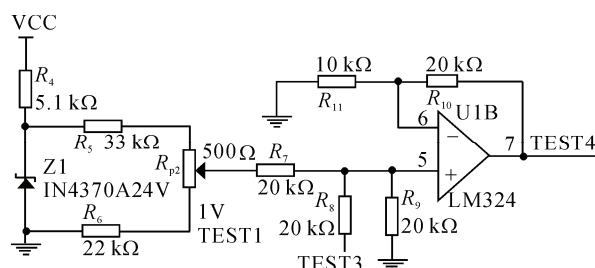 VCC
R4
5.1 kΩ
R5 33 kΩ
Z1
IN4370A24V
Rp2
500Ω
R6
22 kΩ
1V
TEST1
R7
20 kΩ
R8
20 kΩ
TEST3
R9
20 kΩ
10 kΩ
R11
20 kΩ
R10
U1B
6
5
7
TEST4
−
+
LM324